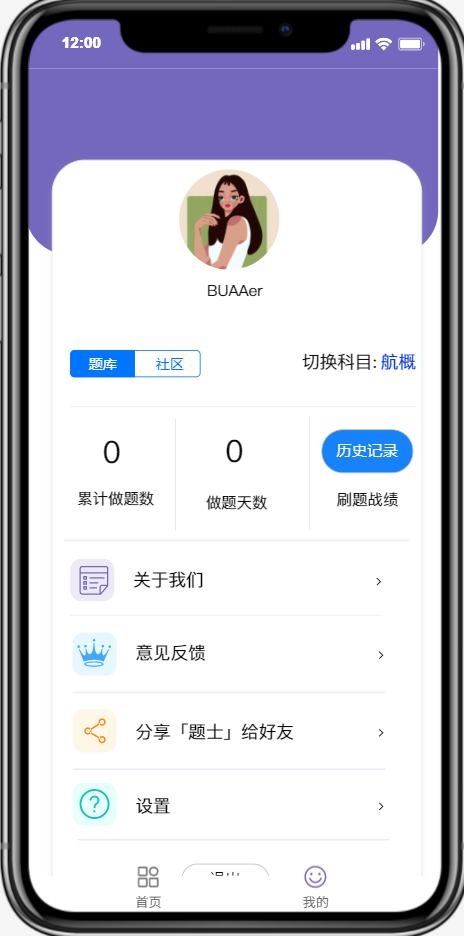 12:00
BUAAer
题库 社区 切换科目: 航概
0 0 历史记录
累计做题数 做题天数 刷题战绩
关于我们
意见反馈
分享「题士」给好友
设置
首页 我的